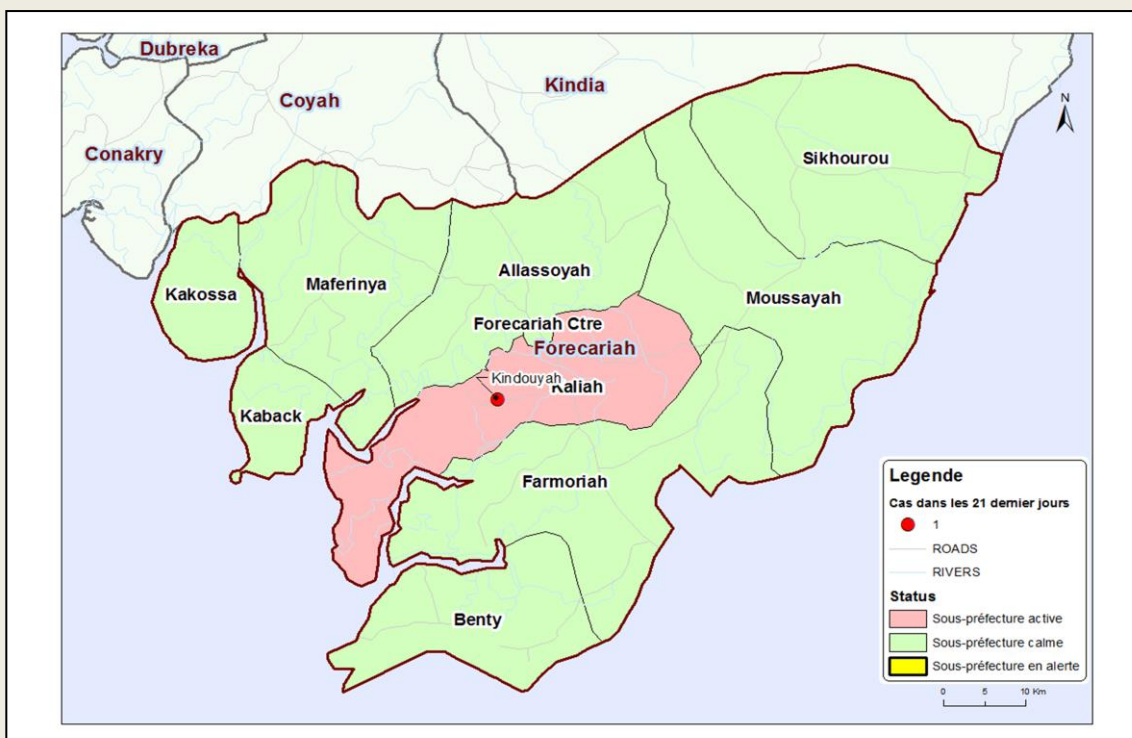 Dubreka
Coyah
Kindia
Conakry
N
Sikhourou
Kakossa
Maferinya
Allassoyah
Moussayah
Forecariah Ctre
Forecariah
Kindouyah
Kaliah
Kaback
Farmoriah
Benty
Legende
Cas dans les 21 dernier jours
1
ROADS
RIVERS
Status
Sous-préfecture active
Sous-préfecture calme
Sous-préfecture en alerte
0 5 10 Km